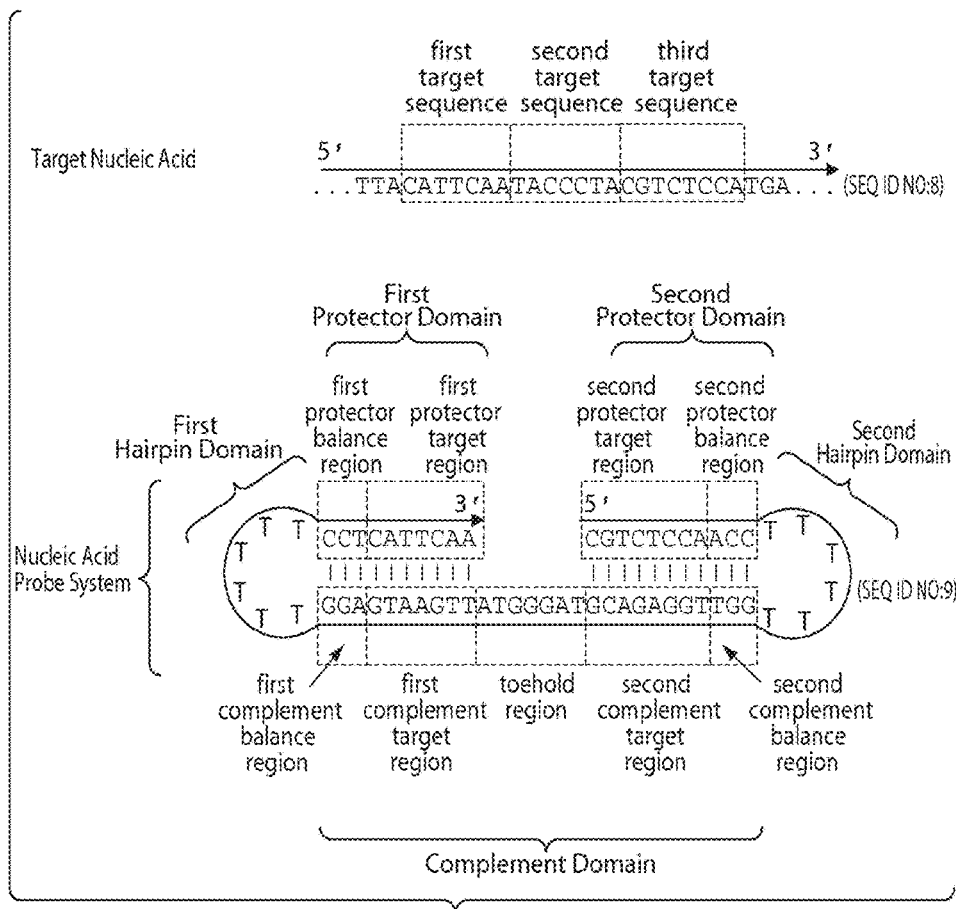 first target sequence
second target sequence
third target sequence
Target Nucleic Acid
5' 3'
...TTACATTCAATACCCTACGTCTCCATGA... (SEQ ID NO:8)
First Protector Domain
Second Protector Domain
First Hairpin Domain
first protector balance region
first protector target region
second protector target region
second protector balance region
Second Hairpin Domain
Nucleic Acid Probe System
3' 5'
T T CCTCATTCAA CGTCTCCAACC T T
T T
T T (SEQ ID NO:9)
T T GGAGTAAGTTATGGGATGCAGAGGTTGG T T
first complement balance region
first complement target region
toehold region
second complement target region
second complement balance region
Complement Domain